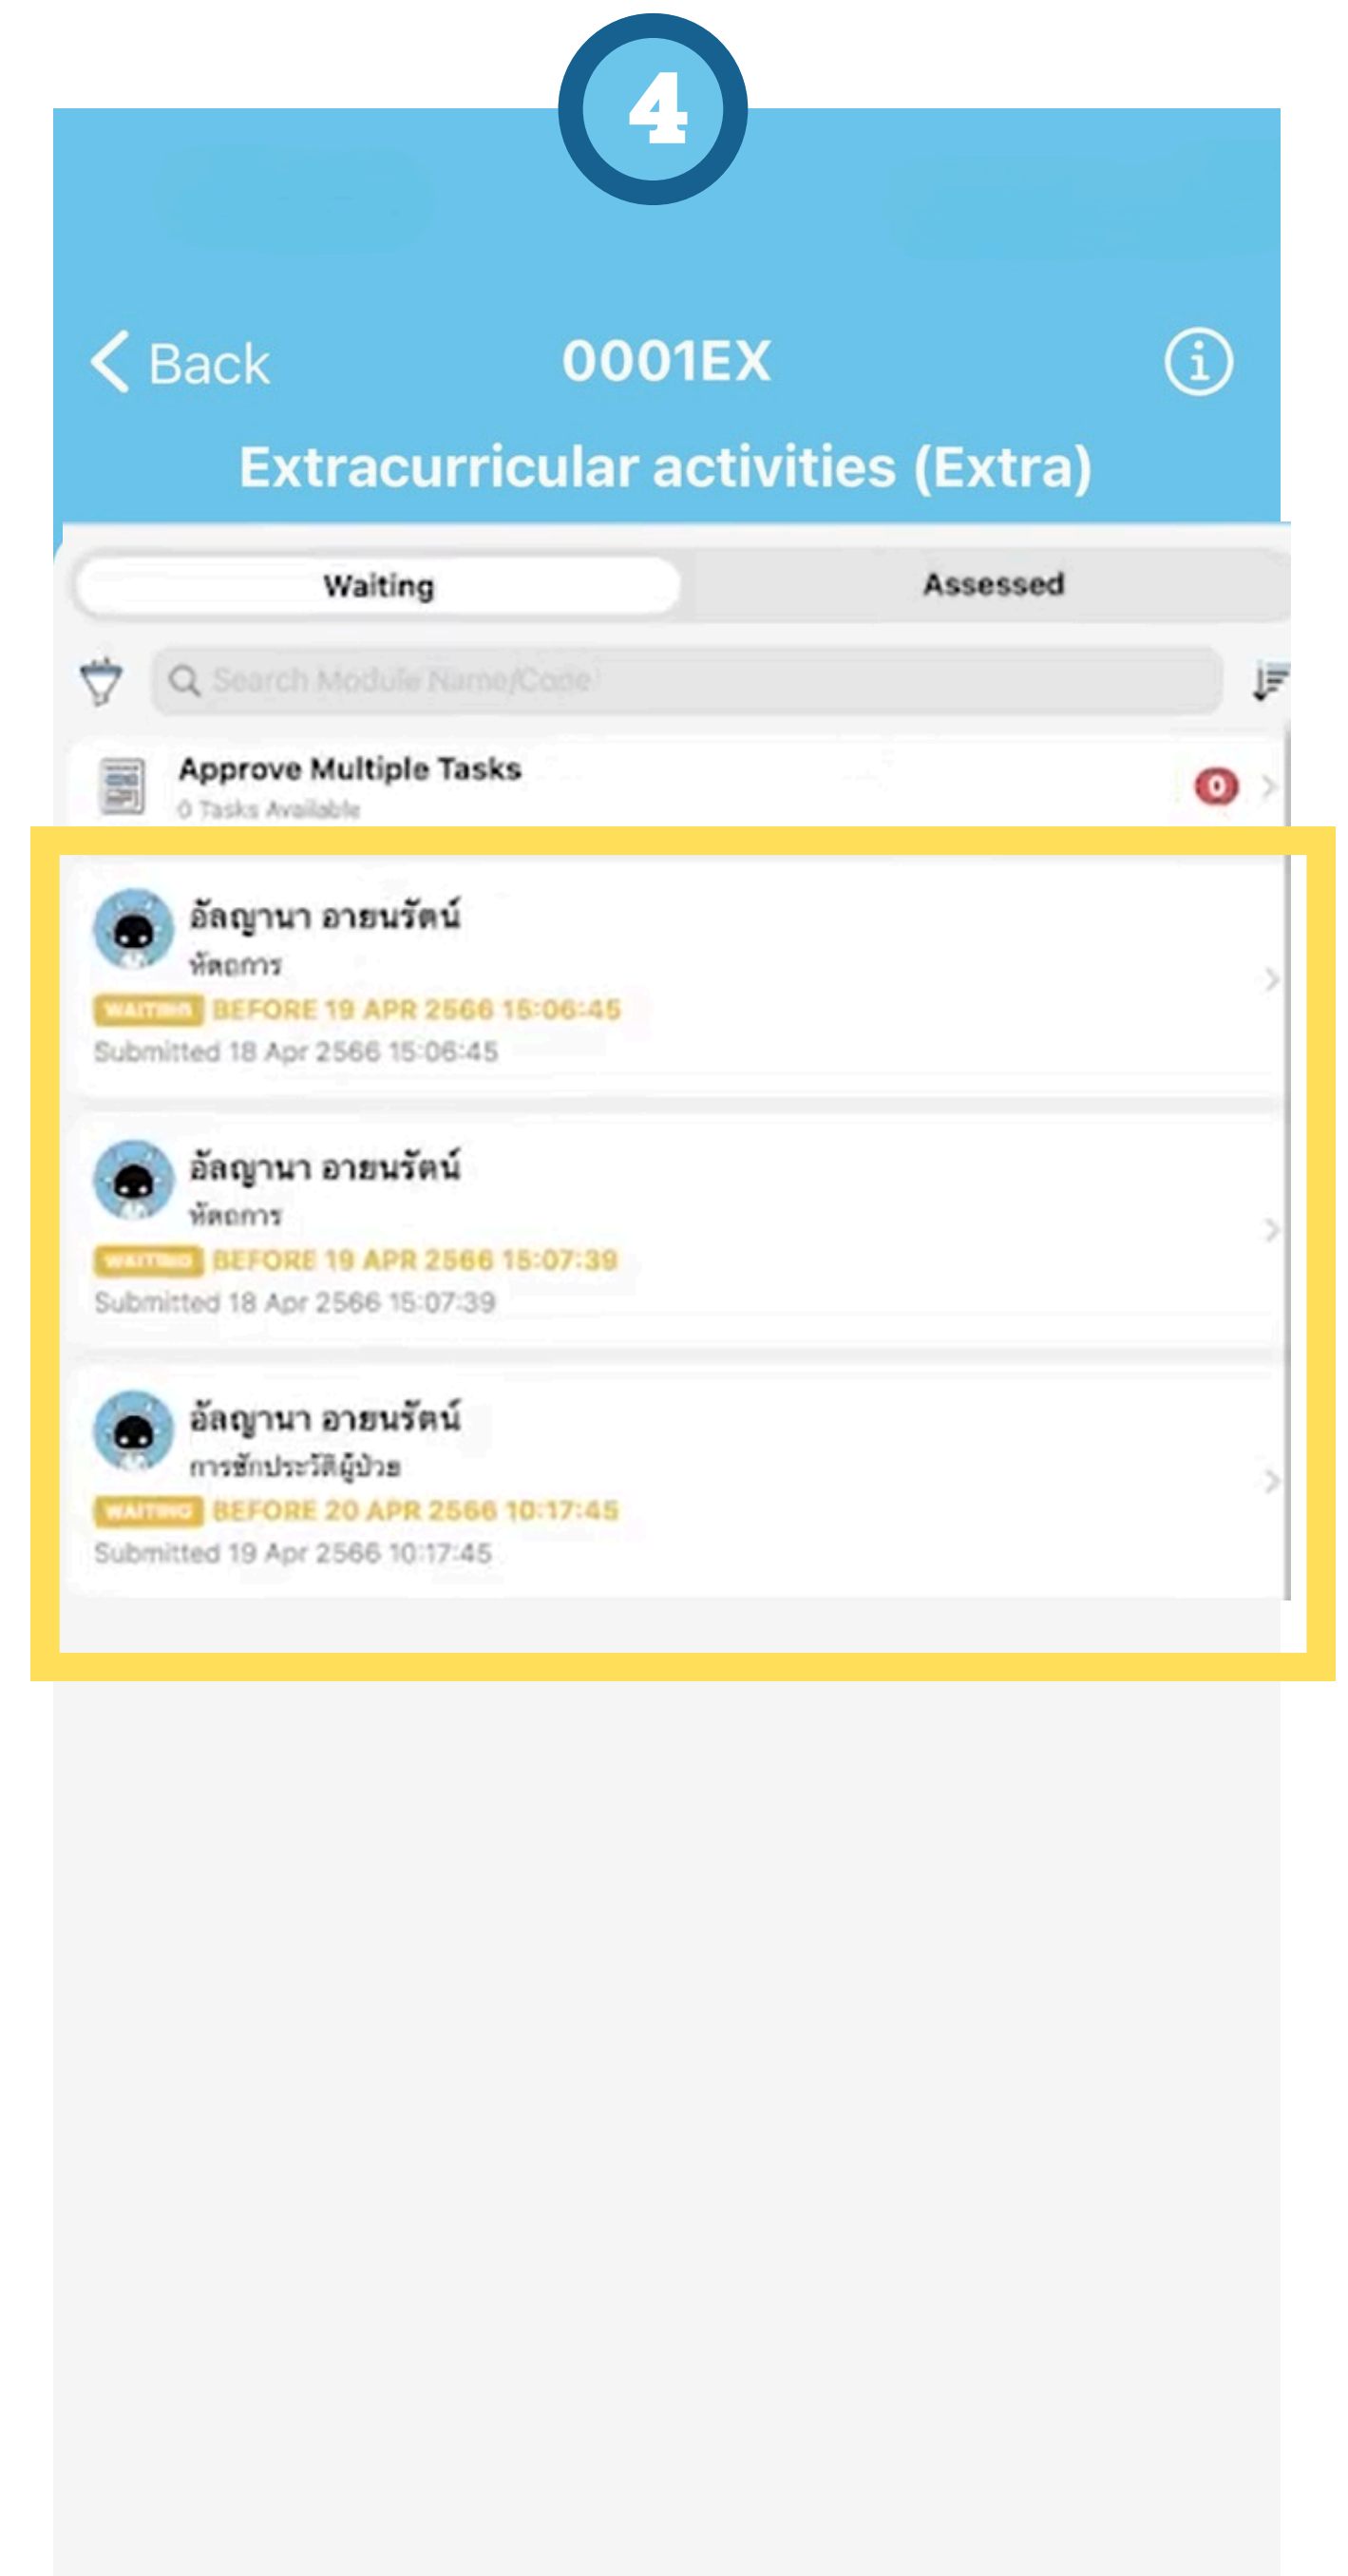 4
Back
0001EX
Extracurricular activities (Extra)
Waiting
Assessed
Search Module Name/Code
Approve Multiple Tasks
0 Tasks Available
0
อัลญานา อายนรัตน์
หัตถการ
WAITING BEFORE 19 APR 2566 15:06:45
Submitted 18 Apr 2566 15:06:45
อัลญานา อายนรัตน์
หัตถการ
WAITING BEFORE 19 APR 2566 15:07:39
Submitted 18 Apr 2566 15:07:39
อัลญานา อายนรัตน์
การซักประวัติผู้ป่วย
WAITING BEFORE 20 APR 2566 10:17:45
Submitted 19 Apr 2566 10:17:45